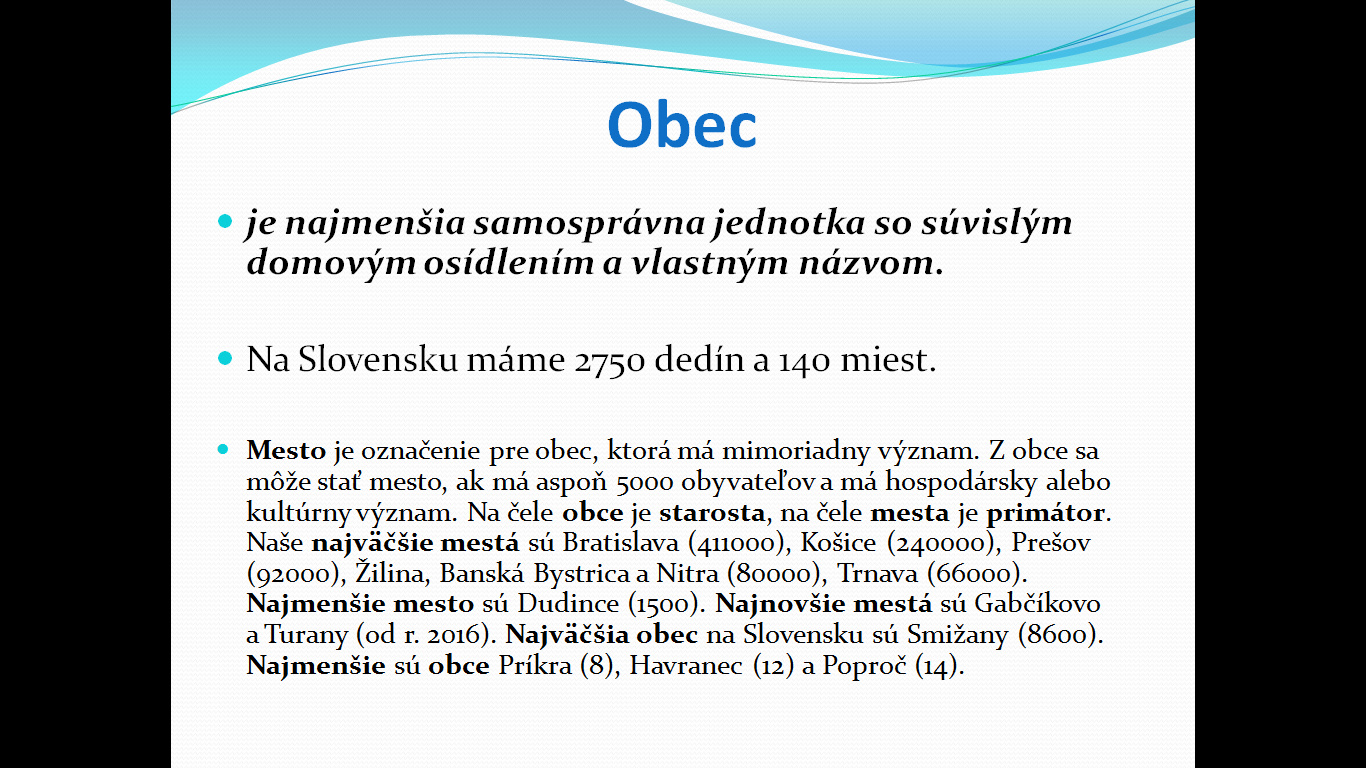 Obec
je najmenšia samosprávna jednotka so súvislým
domovým osídlením a vlastným názvom.
Na Slovensku máme 2750 dedín a 140 miest.
Mesto je označenie pre obec, ktorá má mimoriadny význam. Z obce sa
môže stať mesto, ak má aspoň 5000 obyvateľov a má hospodársky alebo
kultúrny význam. Na čele obce je starosta, na čele mesta je primátor.
Naše najväčšie mestá sú Bratislava (411000), Košice (240000), Prešov
(92000), Žilina, Banská Bystrica a Nitra (80000), Trnava (66000).
Najmenšie mesto sú Dudince (1500). Najnovšie mestá sú Gabčíkovo
a Turany (od r. 2016). Najväčšia obec na Slovensku sú Smižany (8600).
Najmenšie sú obce Príkra (8), Havranec (12) a Poproč (14).